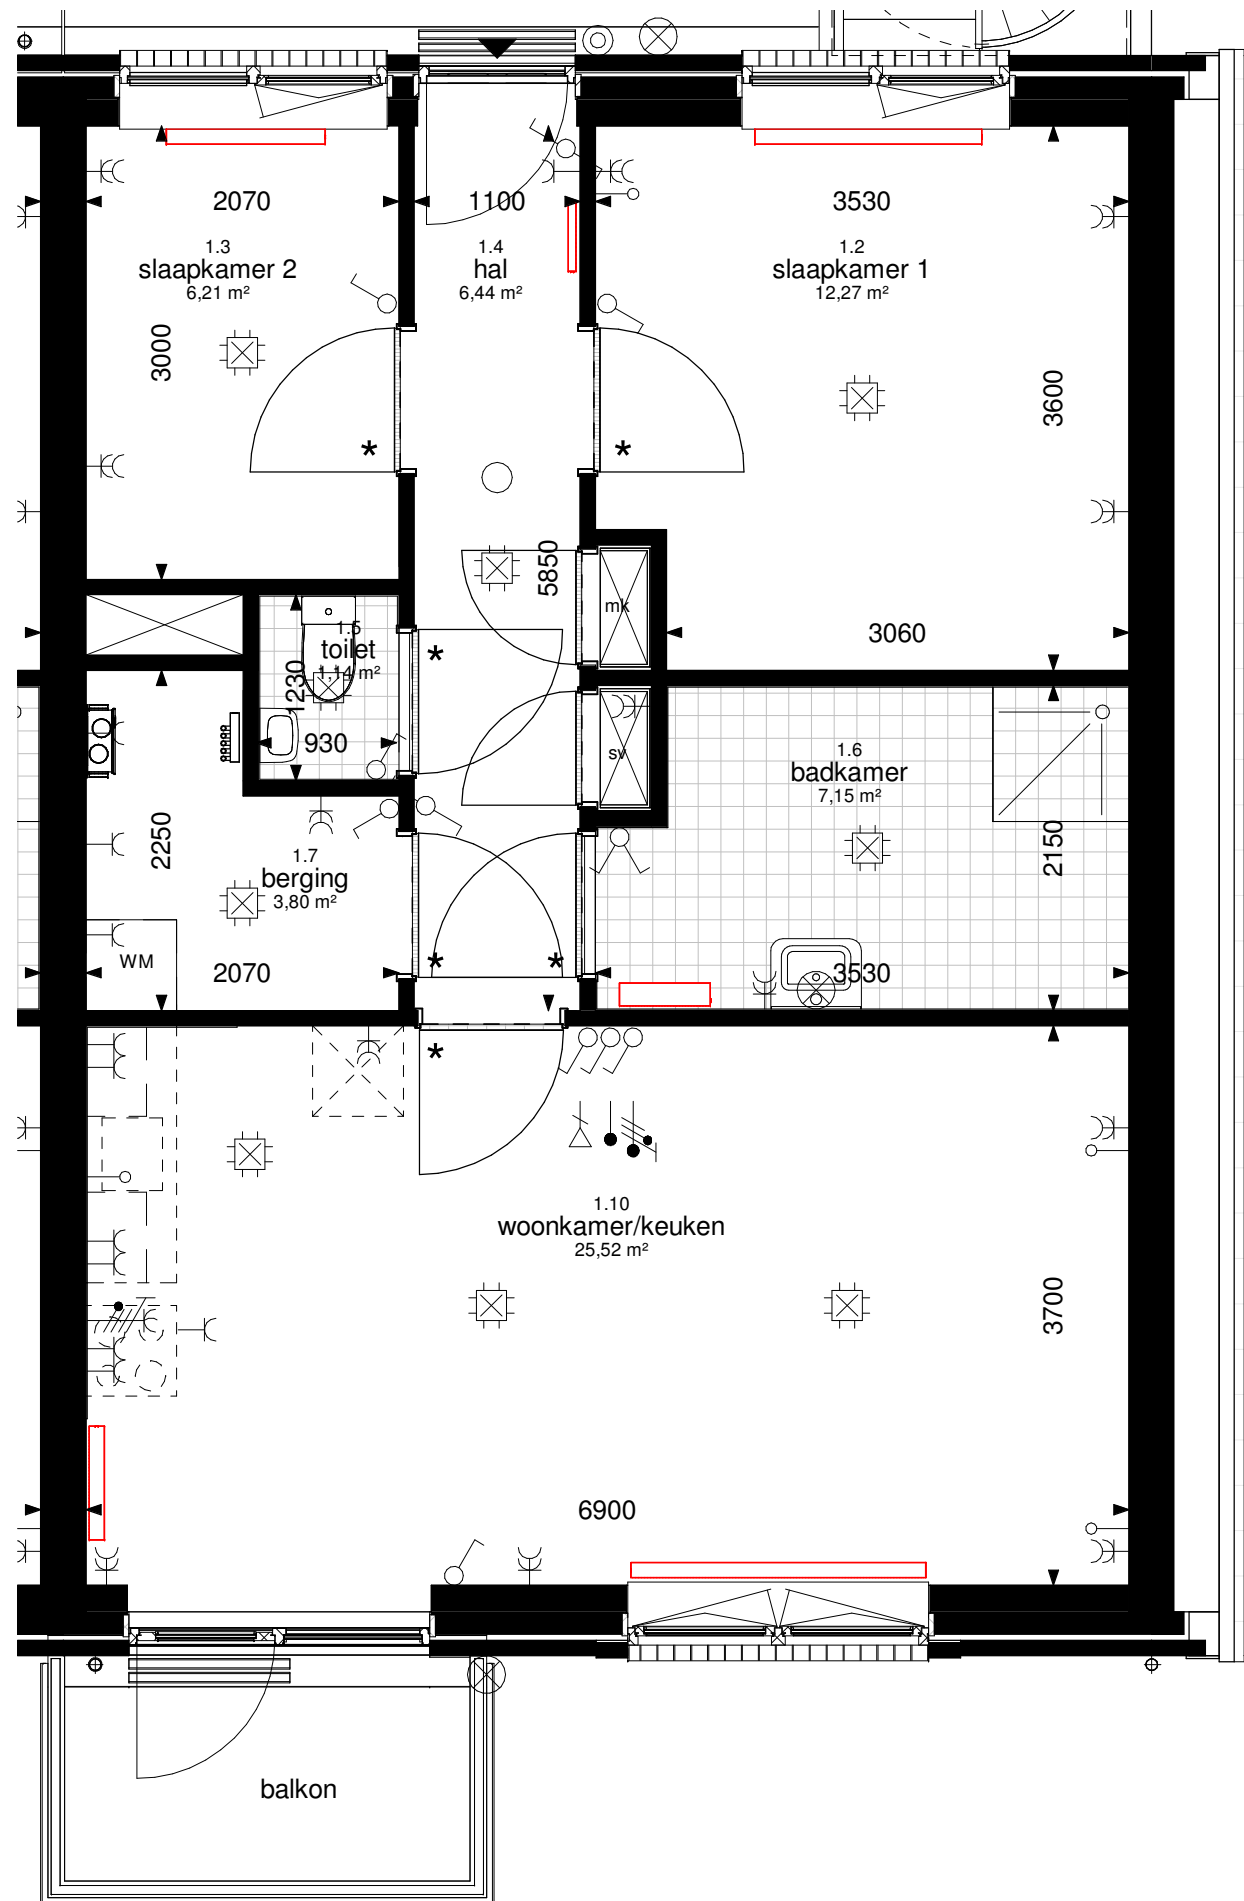 2070
1100
3530
1.3
slaapkamer 2
6,21 m²
1.4
hal
6,44 m²
1.2
slaapkamer 1
12,27 m²
3000
3600
*
*
5850
mk
3060
1.5
toilet
1,14 m²
*
1230
930
sv
1.6
badkamer
7,15 m²
2250
2150
1.7
berging
3,80 m²
WM
2070
*
*
3530
*
1.10
woonkamer/keuken
25,52 m²
3700
6900
balkon